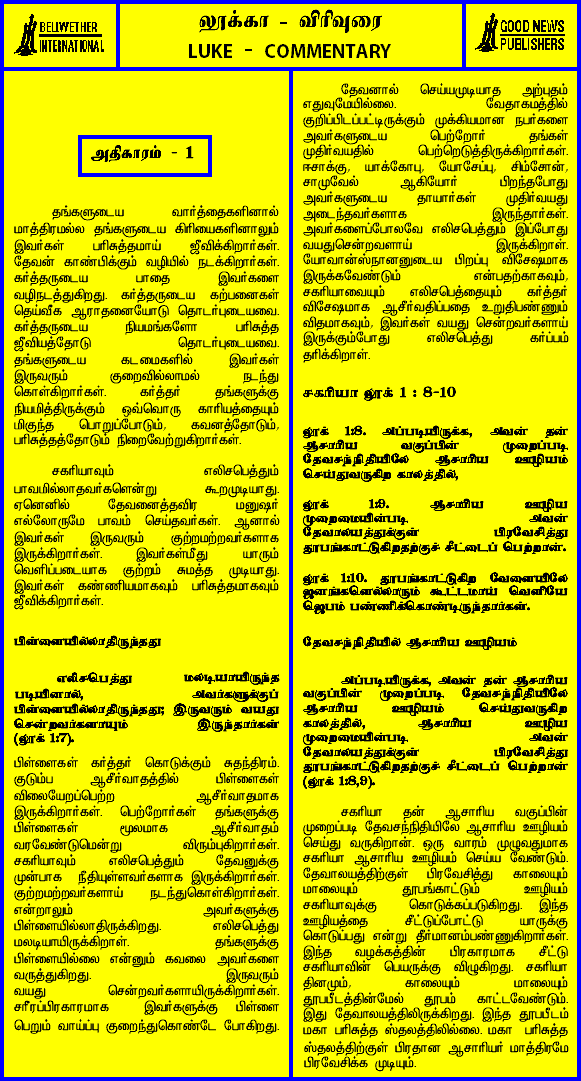 BELLWETHER
INTERNATIONAL
லூக்கா - விரிவுரை
LUKE - COMMENTARY
GOOD NEWS
PUBLISHERS
அதிகாரம் - 1
தங்களுடைய வார்த்தைகளினால்
மாத்திரமல்ல தங்களுடைய கிரியைகளினாலும்
இவர்கள் பரிசுத்தமாய் ஜீவிக்கிறார்கள்.
தேவன் காண்பிக்கும் வழியில் நடக்கிறார்கள்.
கர்த்தருடைய பாதை இவர்களை
வழிநடத்துகிறது. கர்த்தருடைய கற்பனைகள்
தெய்வீக ஆராதனையோடு தொடர்புடையவை.
கர்த்தருடைய நியமங்களோ பரிசுத்த
ஜீவியத்தோடு தொடர்புடையவை.
தங்களுடைய கடமைகளில் இவர்கள்
இருவரும் குறைவில்லாமல் நடந்து
கொள்கிறார்கள். கர்த்தர் தங்களுக்கு
நியமித்திருக்கும் ஒவ்வொரு காரியத்தையும்
மிகுந்த பொறுப்போடும், கவனத்தோடும்,
பரிசுத்தத்தோடும் நிறைவேற்றுகிறார்கள்.
சகரியாவும் எலிசபெத்தும்
பாவமில்லாதவர்களென்று கூறமுடியாது.
ஏனெனில் தேவனைத்தவிர மனுஷர்
எல்லோருமே பாவம் செய்தவர்கள். ஆனால்
இவர்கள் இருவரும் குற்றமற்றவர்களாக
இருக்கிறார்கள். இவர்கள்மீது யாரும்
வெளிப்படையாக குற்றம் சுமத்த முடியாது.
இவர்கள் கண்ணியமாகவும் பரிசுத்தமாகவும்
ஜீவிக்கிறார்கள்.
பிள்ளையில்லாதிருந்தது
எலிசபெத்து மலடியாயிருந்த
படியினால், அவர்களுக்குப்
பிள்ளையில்லாதிருந்தது; இருவரும் வயது
சென்றவர்களாயும் இருந்தார்கள்
(லூக் 1:7).
பிள்ளைகள் கர்த்தர் கொடுக்கும் சுதந்திரம்.
குடும்ப ஆசீர்வாதத்தில் பிள்ளைகள்
விலையேறப்பெற்ற ஆசீர்வாதமாக
இருக்கிறார்கள். பெற்றோர்கள் தங்களுக்கு
பிள்ளைகள் மூலமாக ஆசீர்வாதம்
வரவேண்டுமென்று விரும்புகிறார்கள்.
சகரியாவும் எலிசபெத்தும் தேவனுக்கு
முன்பாக நீதியுள்ளவர்களாக இருக்கிறார்கள்.
குற்றமற்றவர்களாய் நடந்துகொள்கிறார்கள்.
என்றாலும் அவர்களுக்கு
பிள்ளையில்லாதிருக்கிறது. எலிசபெத்து
மலடியாயிருக்கிறாள். தங்களுக்கு
பிள்ளையில்லை என்னும் கவலை அவர்களை
வருத்துகிறது. இருவரும்
வயது சென்றவர்களாயிருக்கிறார்கள்.
சரீரப்பிரகாரமாக இவர்களுக்கு பிள்ளை
பெறும் வாய்ப்பு குறைந்துகொண்டே போகிறது.
தேவனால் செய்யமுடியாத அற்புதம்
எதுவுமேயில்லை. வேதாகமத்தில்
குறிப்பிடப்பட்டிருக்கும் முக்கியமான நபர்களை
அவர்களுடைய பெற்றோர் தங்கள்
முதிர்வயதில் பெற்றெடுத்திருக்கிறார்கள்.
ஈசாக்கு, யாக்கோபு, யோசேப்பு, சிம்சோன்,
சாமுவேல் ஆகியோர் பிறந்தபோது
அவர்களுடைய தாயார்கள் முதிர்வயது
அடைந்தவர்களாக இருந்தார்கள்.
அவர்களைப்போலவே எலிசபெத்தும் இப்போது
வயதுசென்றவளாய் இருக்கிறாள்.
யோவான்ஸ்நானனுடைய பிறப்பு விசேஷமாக
இருக்கவேண்டும் என்பதற்காகவும்,
சகரியாவையும் எலிசபெத்தையும் கர்த்தர்
விசேஷமாக ஆசீர்வதிப்பதை உறுதிபண்ணும்
விதமாகவும், இவர்கள் வயது சென்றவர்களாய்
இருக்கும்போது எலிசபெத்து கர்ப்பம்
தரிக்கிறாள்.
சகரியா லூக் 1 : 8-10
லூக் 1:8. அப்படியிருக்க, அவன் தன்
ஆசாரிய வகுப்பின் முறைப்படி
தேவசந்நிதியிலே ஆசாரிய ஊழியம்
செய்துவருகிற காலத்தில்,
லூக் 1:9. ஆசாரிய ஊழிய
முறைமையின்படி அவன்
தேவாலயத்துக்குள் பிரவேசித்து
தூபங்காட்டுகிறதற்குச் சீட்டைப் பெற்றான்.
லூக் 1:10. தூபங்காட்டுகிற வேளையிலே
ஜனங்களெல்லாரும் கூட்டமாய் வெளியே
ஜெபம் பண்ணிக்கொண்டிருந்தார்கள்.
தேவசந்நிதியில் ஆசாரிய ஊழியம்
அப்படியிருக்க, அவன் தன் ஆசாரிய
வகுப்பின் முறைப்படி தேவசந்நிதியிலே
ஆசாரிய ஊழியம் செய்துவருகிற
காலத்தில், ஆசாரிய ஊழிய
முறைமையின்படி அவன்
தேவாலயத்துக்குள் பிரவேசித்து
தூபங்காட்டுகிறதற்குச் சீட்டைப் பெற்றான்
(லூக் 1:8,9).
சகரியா தன் ஆசாரிய வகுப்பின்
முறைப்படி தேவசந்நிதியிலே ஆசாரிய ஊழியம்
செய்து வருகிறான். ஒரு வாரம் முழுவதுமாக
சகரியா ஆசாரிய ஊழியம் செய்ய வேண்டும்.
தேவாலயத்திற்குள் பிரவேசித்து காலையும்
மாலையும் தூபங்காட்டும் ஊழியம்
சகரியாவுக்கு கொடுக்கப்படுகிறது. இந்த
ஊழியத்தை சீட்டுப்போட்டு யாருக்கு
கொடுப்பது என்று தீர்மானம்பண்ணுகிறார்கள்.
இந்த வழக்கத்தின் பிரகாரமாக சீட்டு
சகரியாவின் பெயருக்கு விழுகிறது. சகரியா
தினமும், காலையும் மாலையும்
தூபபீடத்தின்மேல் தூபம் காட்டவேண்டும்.
இது தேவாலயத்திலிருக்கிறது. இந்த தூபபீடம்
மகா பரிசுத்த ஸ்தலத்திலில்லை. மகா பரிசுத்த
ஸ்தலத்திற்குள் பிரதான ஆசாரியர் மாத்திரமே
பிரவேசிக்க முடியும்.